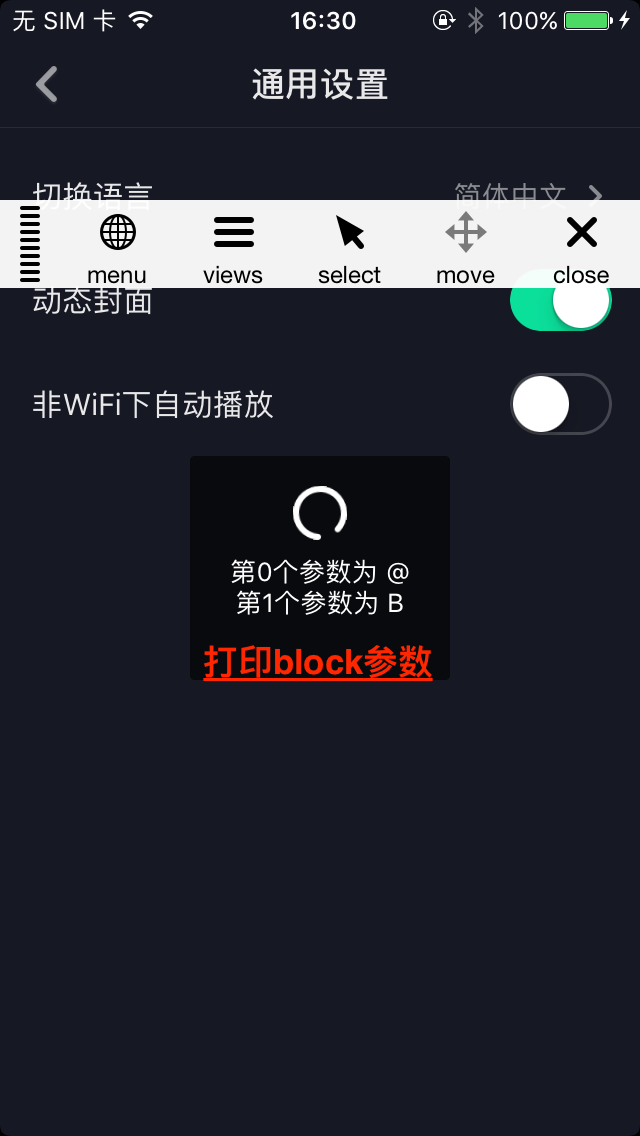 无 SIM 卡 16:30 100%
通用设置
切换语言 简体中文
menu views select move close
动态封面
非WiFi下自动播放
第0个参数为 @
第1个参数为 B
打印block参数